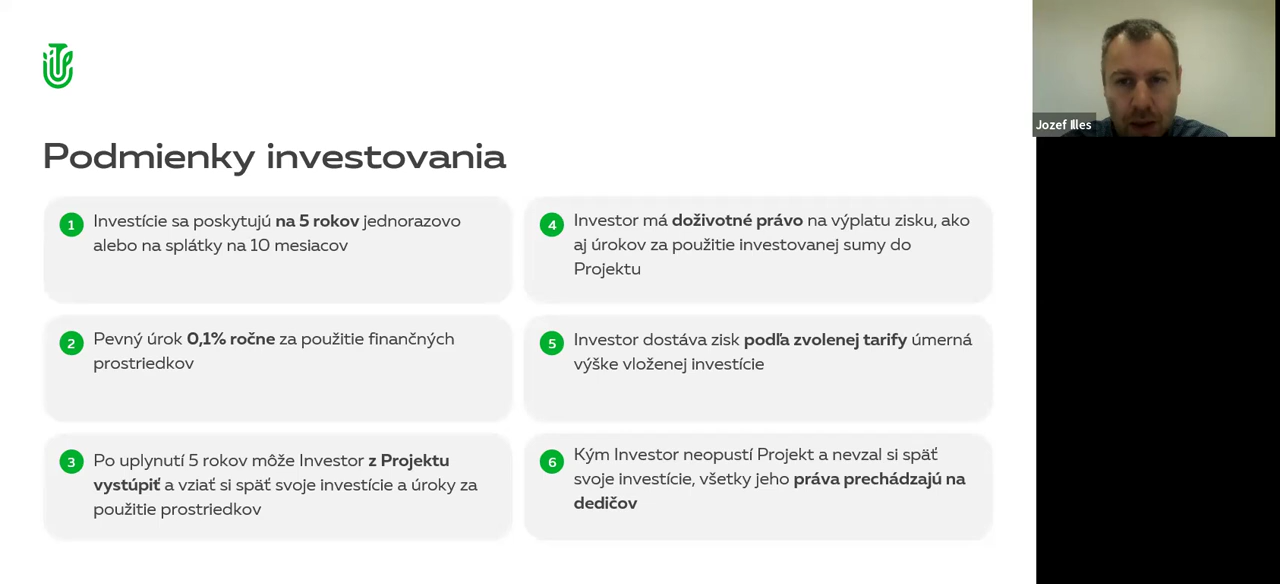 Podmienky investovania
1
Investície sa poskytujú na 5 rokov jednorazovo
alebo na splátky na 10 mesiacov
2
Pevný úrok 0,1% ročne za použitie finančných
prostriedkov
3
Po uplynutí 5 rokov môže Investor z Projektu
vystúpiť a vziať si späť svoje investície a úroky za
použitie prostriedkov
4
Investor má doživotné právo na výplatu zisku, ako
aj úrokov za použitie investovanej sumy do
Projektu
5
Investor dostáva zisk podľa zvolenej tarify úmerná
výške vloženej investície
6
Kým Investor neopustí Projekt a nevzal si späť
svoje investície, všetky jeho práva prechádzajú na
dedičov
Jozef Illes